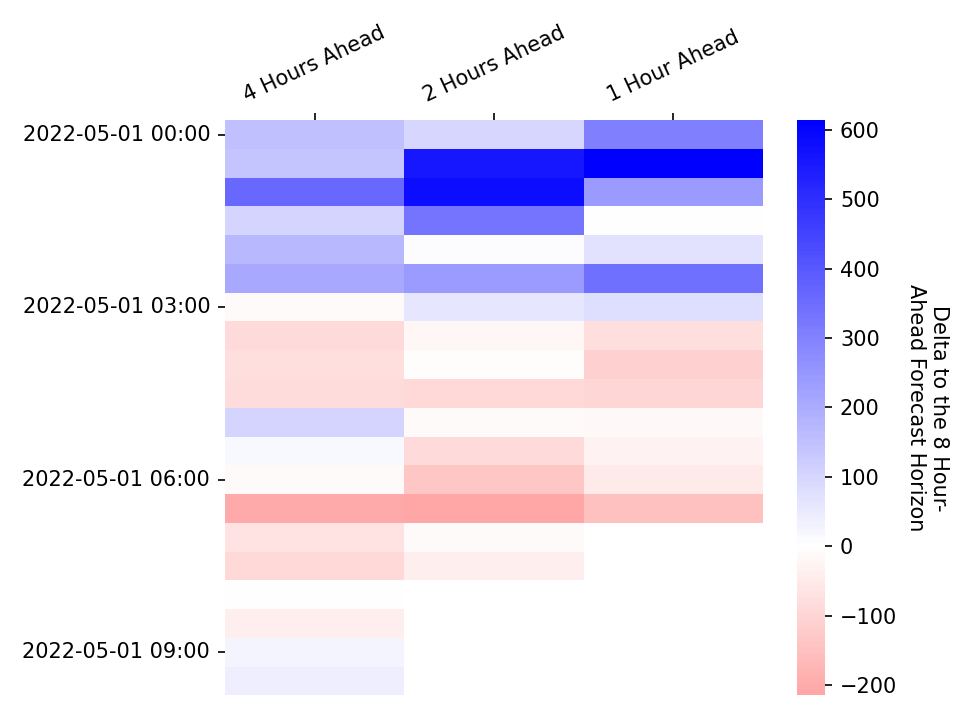 4 Hours Ahead
2 Hours Ahead
1 Hour Ahead
2022-05-01 00:00
2022-05-01 03:00
2022-05-01 06:00
2022-05-01 09:00
600
500
400
300
200
100
0
−100
−200
Delta to the 8 Hour-
Ahead Forecast Horizon